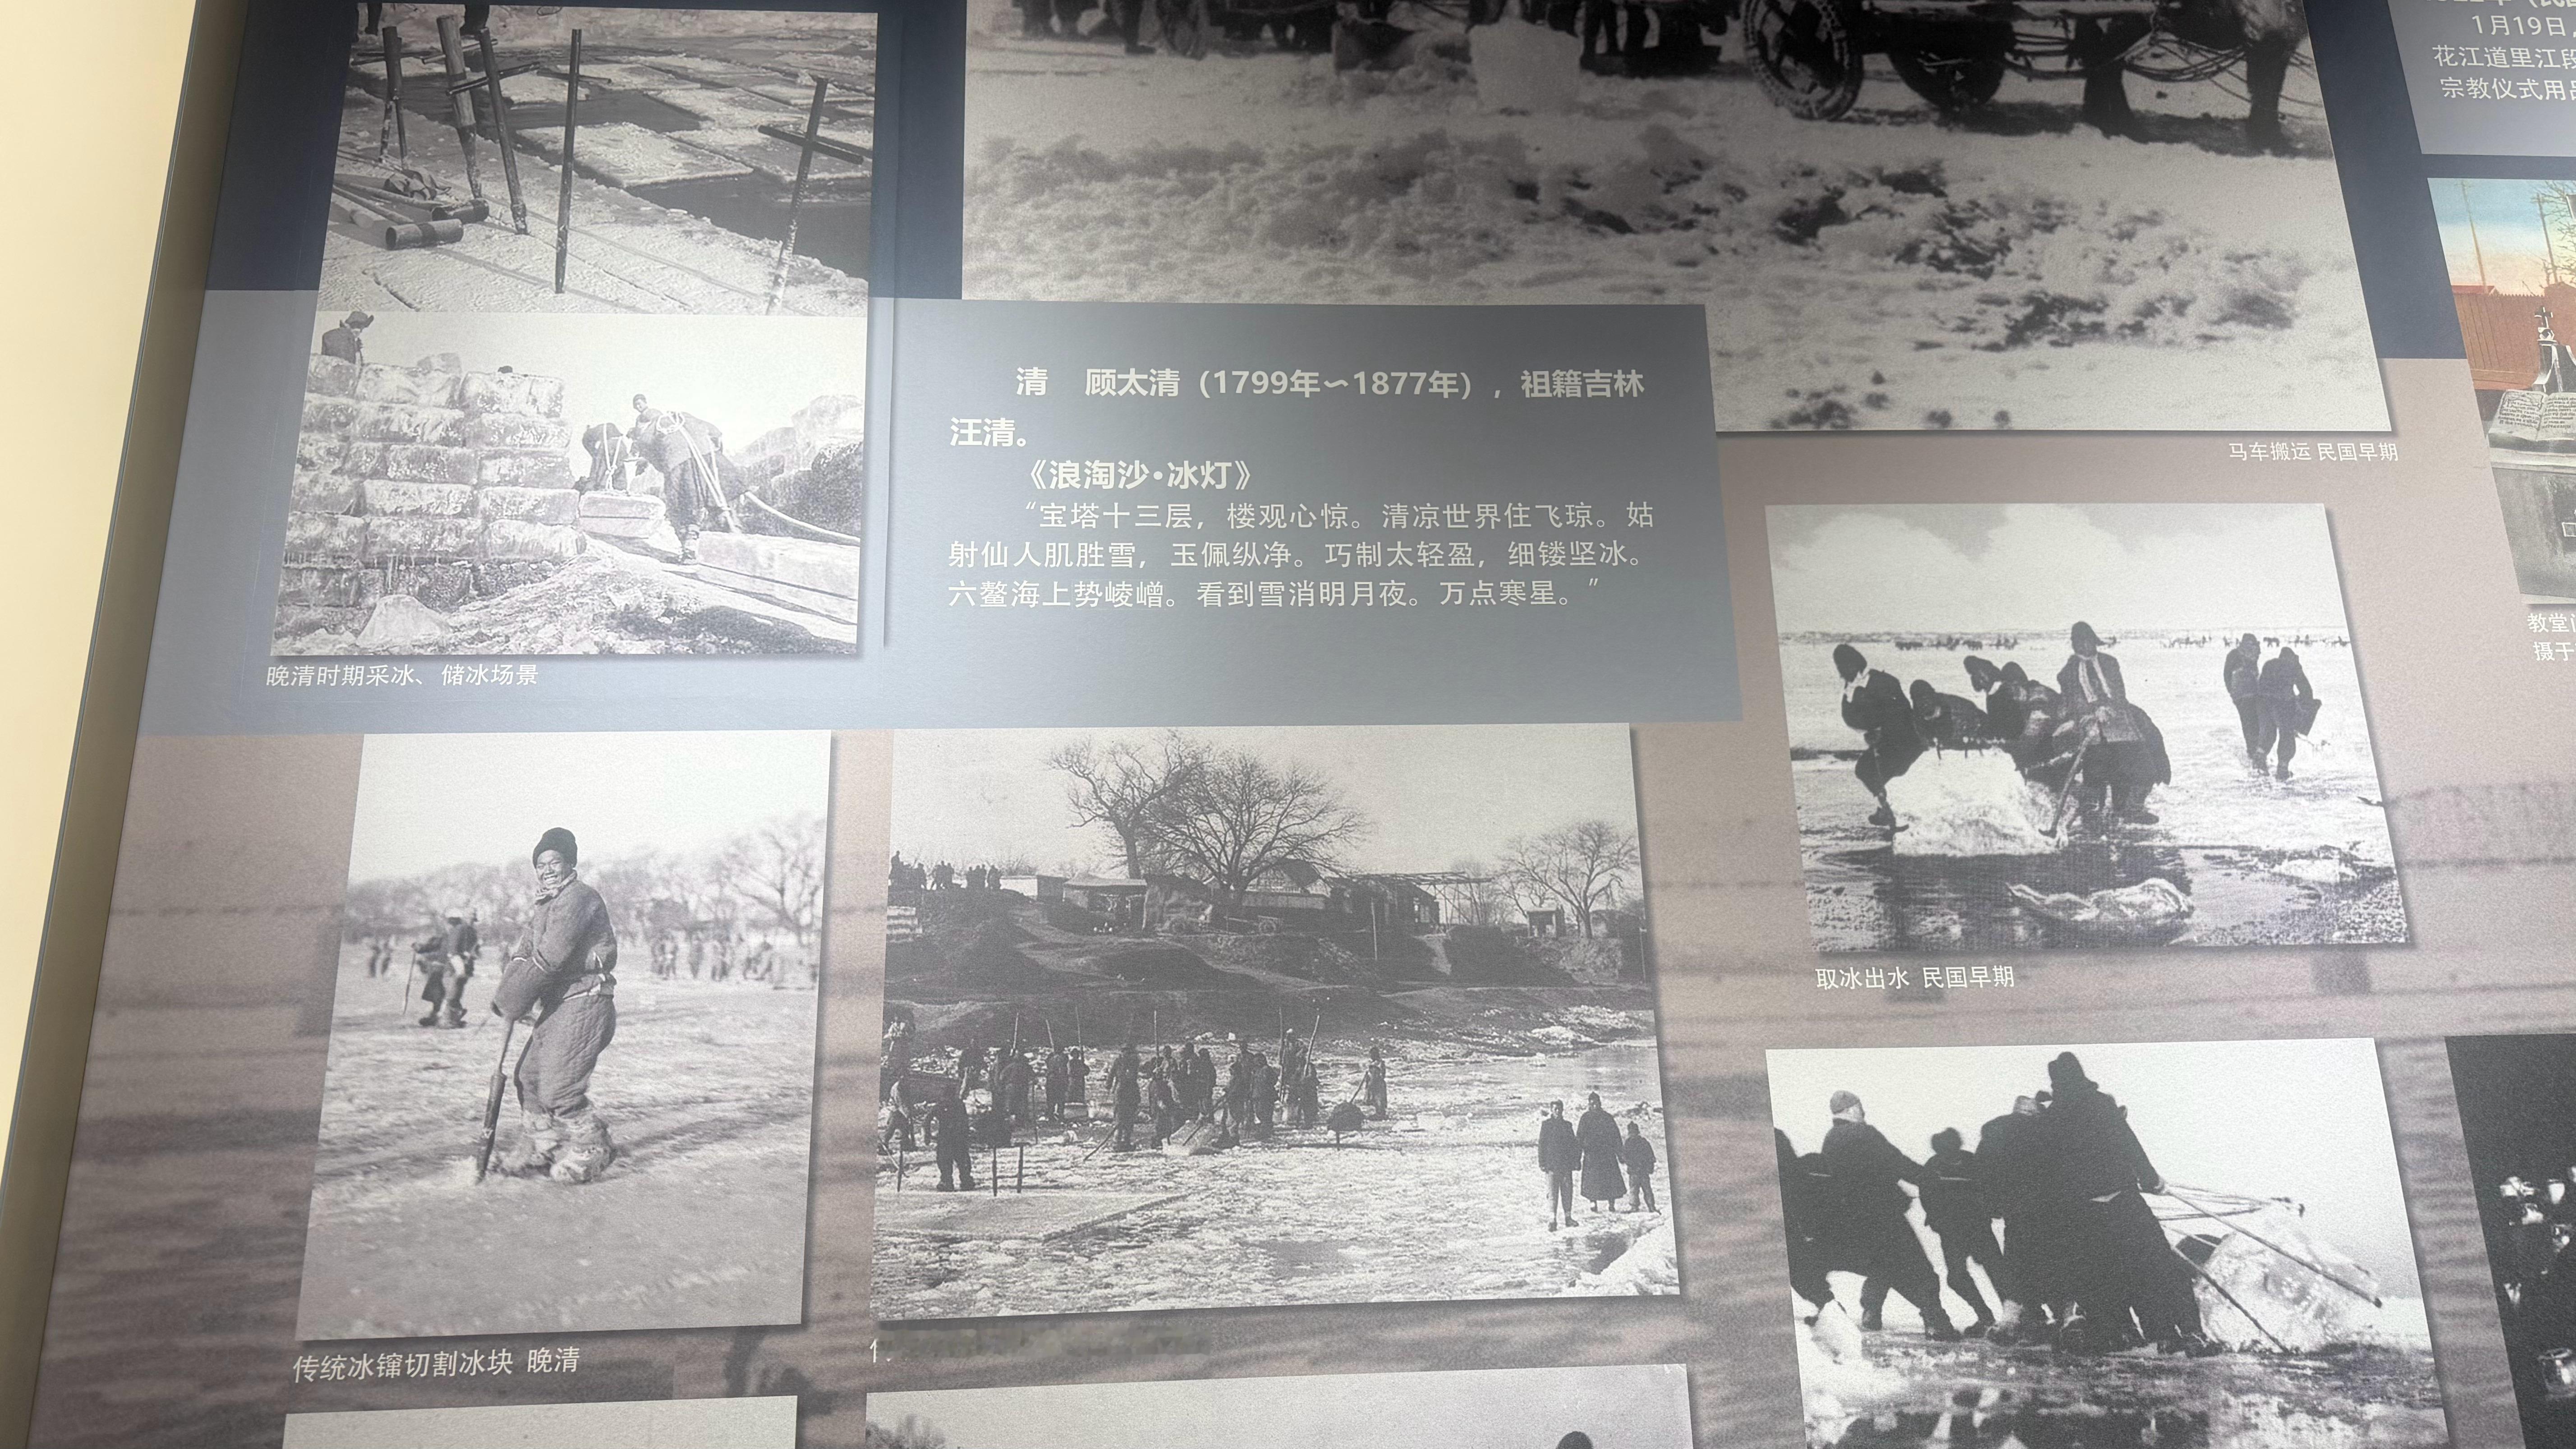 1月19日，
花江道里江段
宗教仪式用
清 顾太清（1799年~1877年），祖籍吉林
汪清。
《浪淘沙·冰灯》
“宝塔十三层，楼观心惊。清凉世界住飞琼。姑
射仙人肌胜雪，玉佩纵净。巧制太轻盈，细镂坚冰。
六鳌海上势崚嶒。看到雪消明月夜。万点寒星。”
马车搬运 民国早期
晚清时期采冰、储冰场景
教堂
摄于
取冰出水 民国早期
传统冰镩切割冰块 晚清